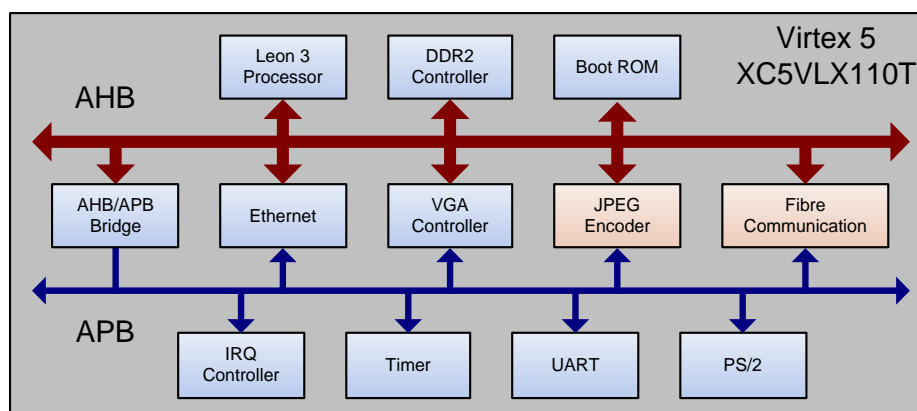 Leon 3
Processor
DDR2
Controller
Boot ROM
Virtex 5
XC5VLX110T
AHB
AHB/APB
Bridge
Ethernet
VGA
Controller
JPEG
Encoder
Fibre
Communication
APB
IRQ
Controller
Timer
UART
PS/2